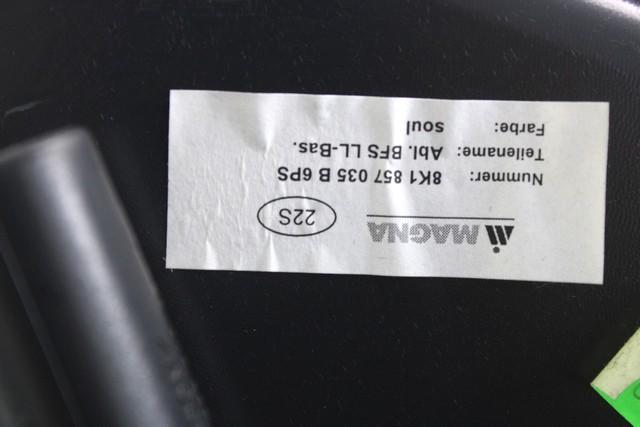 MAGNA
22S
Nummer: 8K1 857 035 B 6PS
Teilename: Abl. BFS LL-Bas.
Farbe: soul